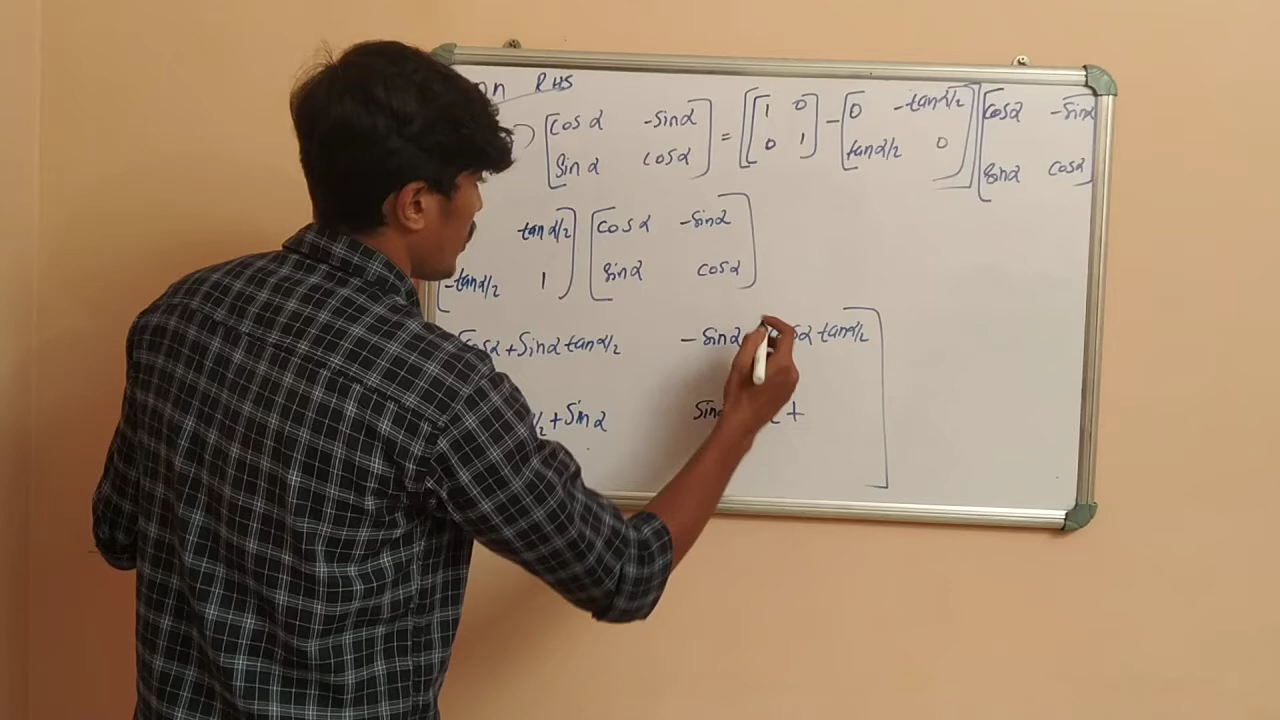 on RHS
) [cos α -sin α sin α cos α] = [[1 0 0 1] - [0 -tan α/2 tan α/2 0]] [cos α -sin α sin α cos α]
tan α/2 -tan α/2 1] [cos α -sin α sin α cos α]
[cos α + sin α tan α/2 -sin α α tan α/2
/2 + sin α +]